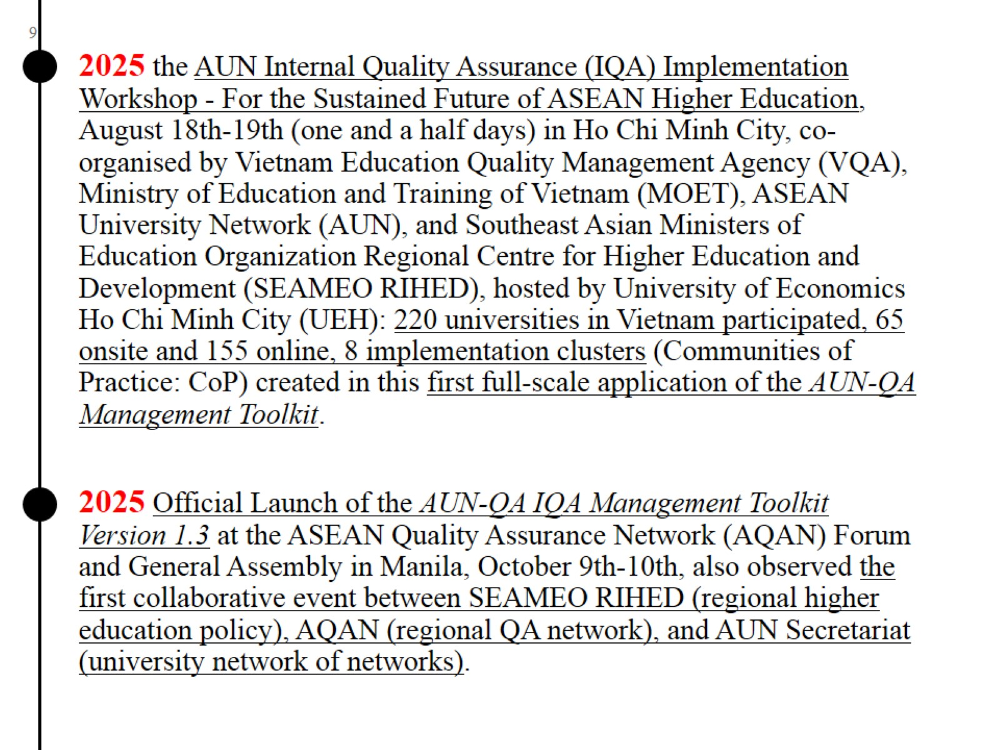 9
2025 the AUN Internal Quality Assurance (IQA) Implementation
Workshop - For the Sustained Future of ASEAN Higher Education,
August 18th-19th (one and a half days) in Ho Chi Minh City, co-
organised by Vietnam Education Quality Management Agency (VQA),
Ministry of Education and Training of Vietnam (MOET), ASEAN
University Network (AUN), and Southeast Asian Ministers of
Education Organization Regional Centre for Higher Education and
Development (SEAMEO RIHED), hosted by University of Economics
Ho Chi Minh City (UEH): 220 universities in Vietnam participated, 65
onsite and 155 online, 8 implementation clusters (Communities of
Practice: CoP) created in this first full-scale application of the AUN-QA
Management Toolkit.
2025 Official Launch of the AUN-QA IQA Management Toolkit
Version 1.3 at the ASEAN Quality Assurance Network (AQAN) Forum
and General Assembly in Manila, October 9th-10th, also observed the
first collaborative event between SEAMEO RIHED (regional higher
education policy), AQAN (regional QA network), and AUN Secretariat
(university network of networks).